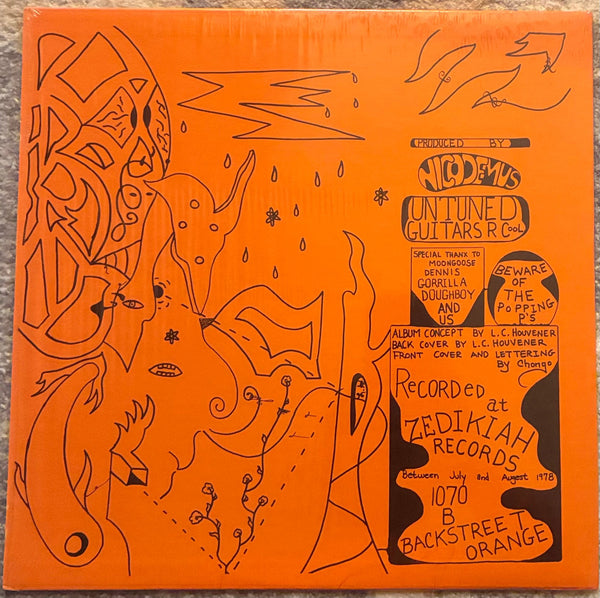 PRODUCED BY
NICODEMUS
UNTUNED
GUITARS R COOL
SPECIAL THANX TO
MOONGOOSE
DENNIS
GORRILLA
DOUGHBOY
AND
US
BEWARE
OF
THE
POPPING
P'S
ALBUM CONCEPT BY L.C. HOUVENER
BACK COVER BY L.C. HOUVENER
FRONT COVER AND LETTERING
By Chongo
RECORDED
at
ZEDIKIAH
RECORDS
Between July and August 1978
1070
B
BACKSTREET
ORANGE